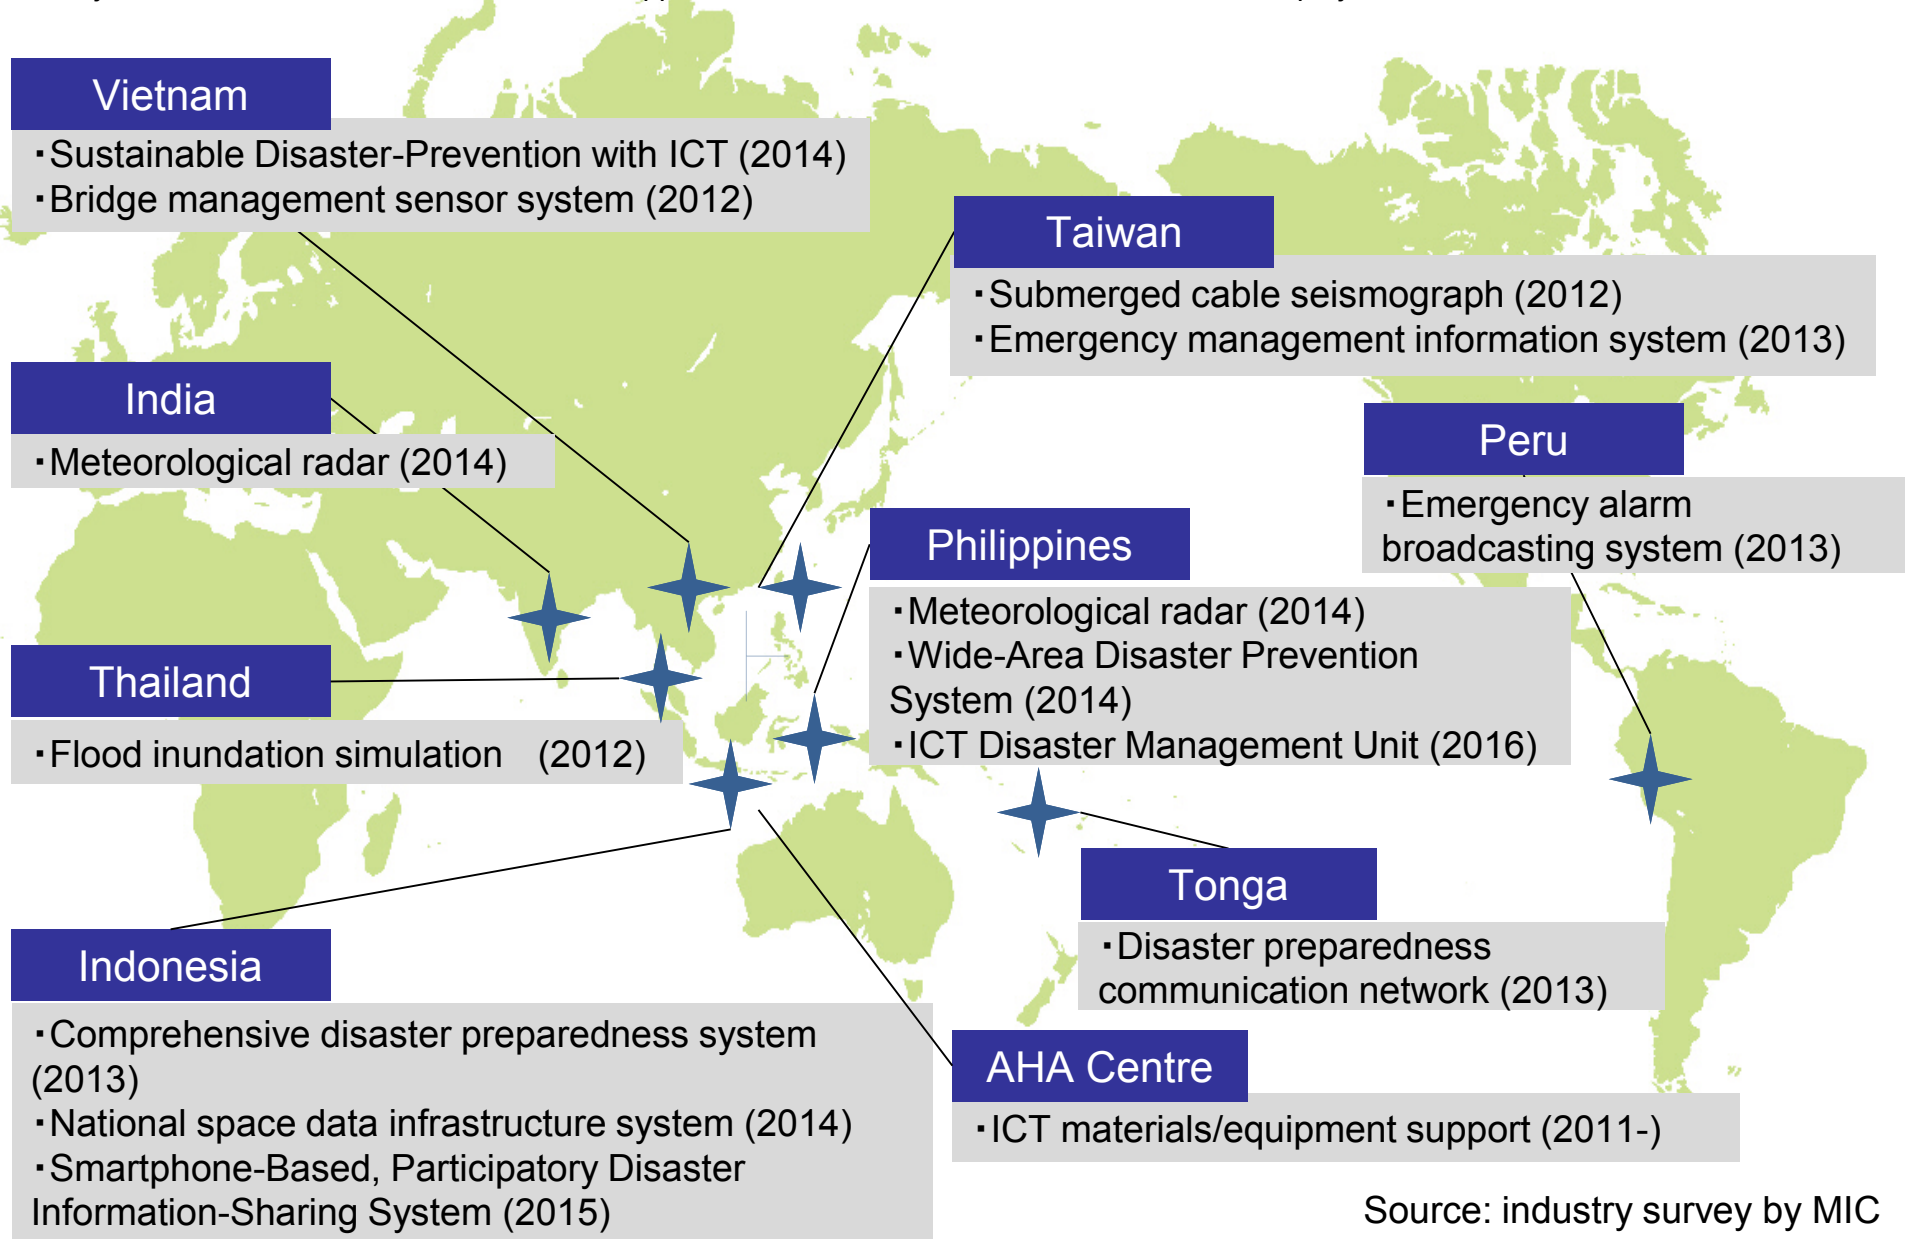 Vietnam
・Sustainable Disaster-Prevention with ICT (2014)
・Bridge management sensor system (2012)
Taiwan
・Submerged cable seismograph (2012)
・Emergency management information system (2013)
India
・Meteorological radar (2014)
Peru
・Emergency alarm
broadcasting system (2013)
Philippines
・Meteorological radar (2014)
・Wide-Area Disaster Prevention
System (2014)
・ICT Disaster Management Unit (2016)
Thailand
・Flood inundation simulation (2012)
Tonga
・Disaster preparedness
communication network (2013)
Indonesia
・Comprehensive disaster preparedness system
(2013)
・National space data infrastructure system (2014)
・Smartphone-Based, Participatory Disaster
Information-Sharing System (2015)
AHA Centre
・ICT materials/equipment support (2011-)
Source: industry survey by MIC